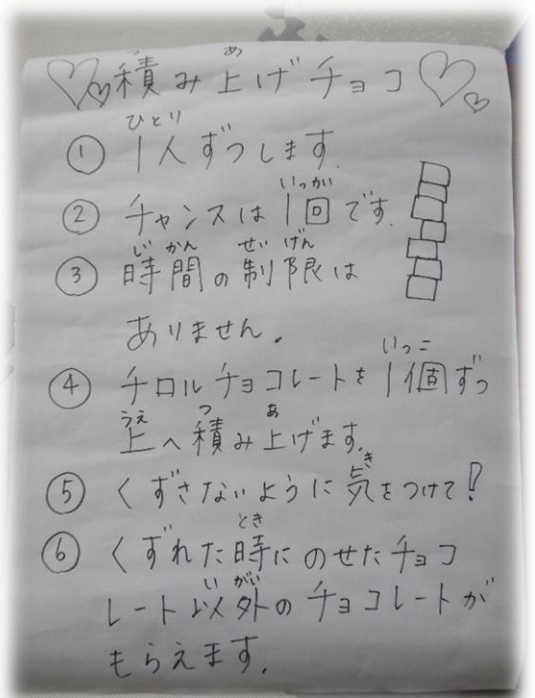 積み上げチョコ
① 1人ずつします.
② チャンスは1回です.
③ 時間の制限は
ありません.
④ チロルチョコレートを1個ずつ
上へ積み上げます.
⑤ くずさないように気をつけて!
⑥ くずれた時にのせたチョコ
レート以外のチョコレートが
もらえます.